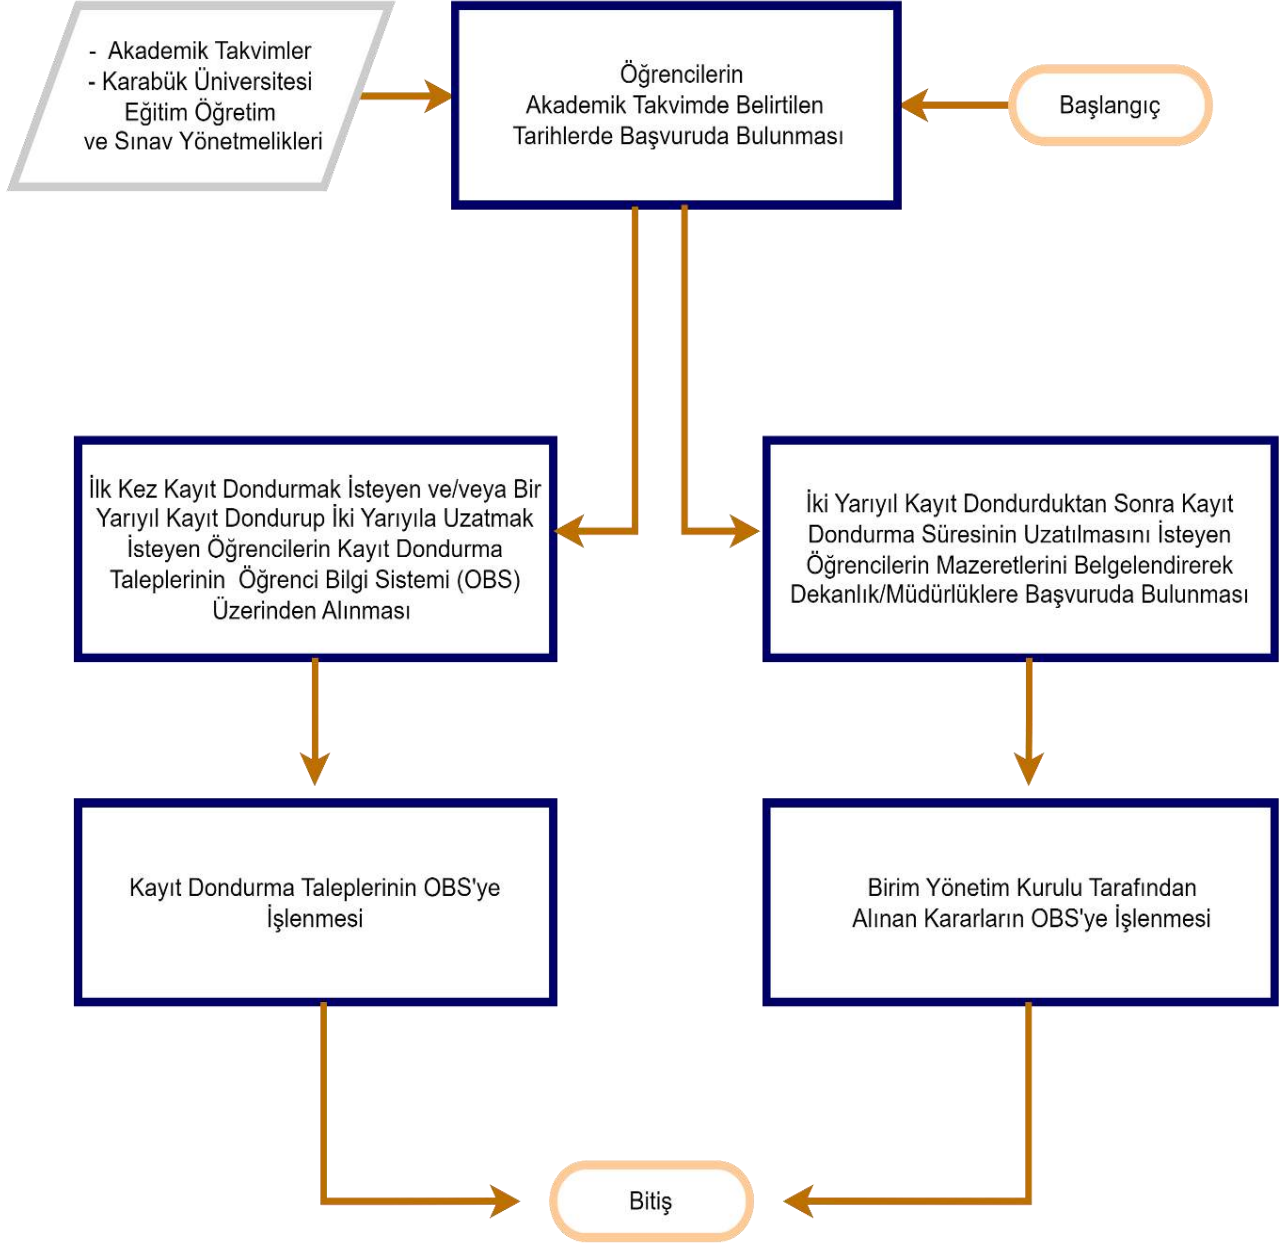 - Akademik Takvimler
- Karabük Üniversitesi
Eğitim Öğretim
ve Sınav Yönetmelikleri
Öğrencilerin
Akademik Takvimde Belirtilen
Tarihlerde Başvuruda Bulunması
Başlangıç
İlk Kez Kayıt Dondurmak İsteyen ve/veya Bir
Yarıyıl Kayıt Dondurup İki Yarıyıla Uzatmak
İsteyen Öğrencilerin Kayıt Dondurma
Taleplerinin Öğrenci Bilgi Sistemi (OBS)
Üzerinden Alınması
İki Yarıyıl Kayıt Dondurduktan Sonra Kayıt
Dondurma Süresinin Uzatılmasını İsteyen
Öğrencilerin Mazeretlerini Belgelendirerek
Dekanlık/Müdürlüklere Başvuruda Bulunması
Kayıt Dondurma Taleplerinin OBS'ye
İşlenmesi
Birim Yönetim Kurulu Tarafından
Alınan Kararların OBS'ye İşlenmesi
Bitiş